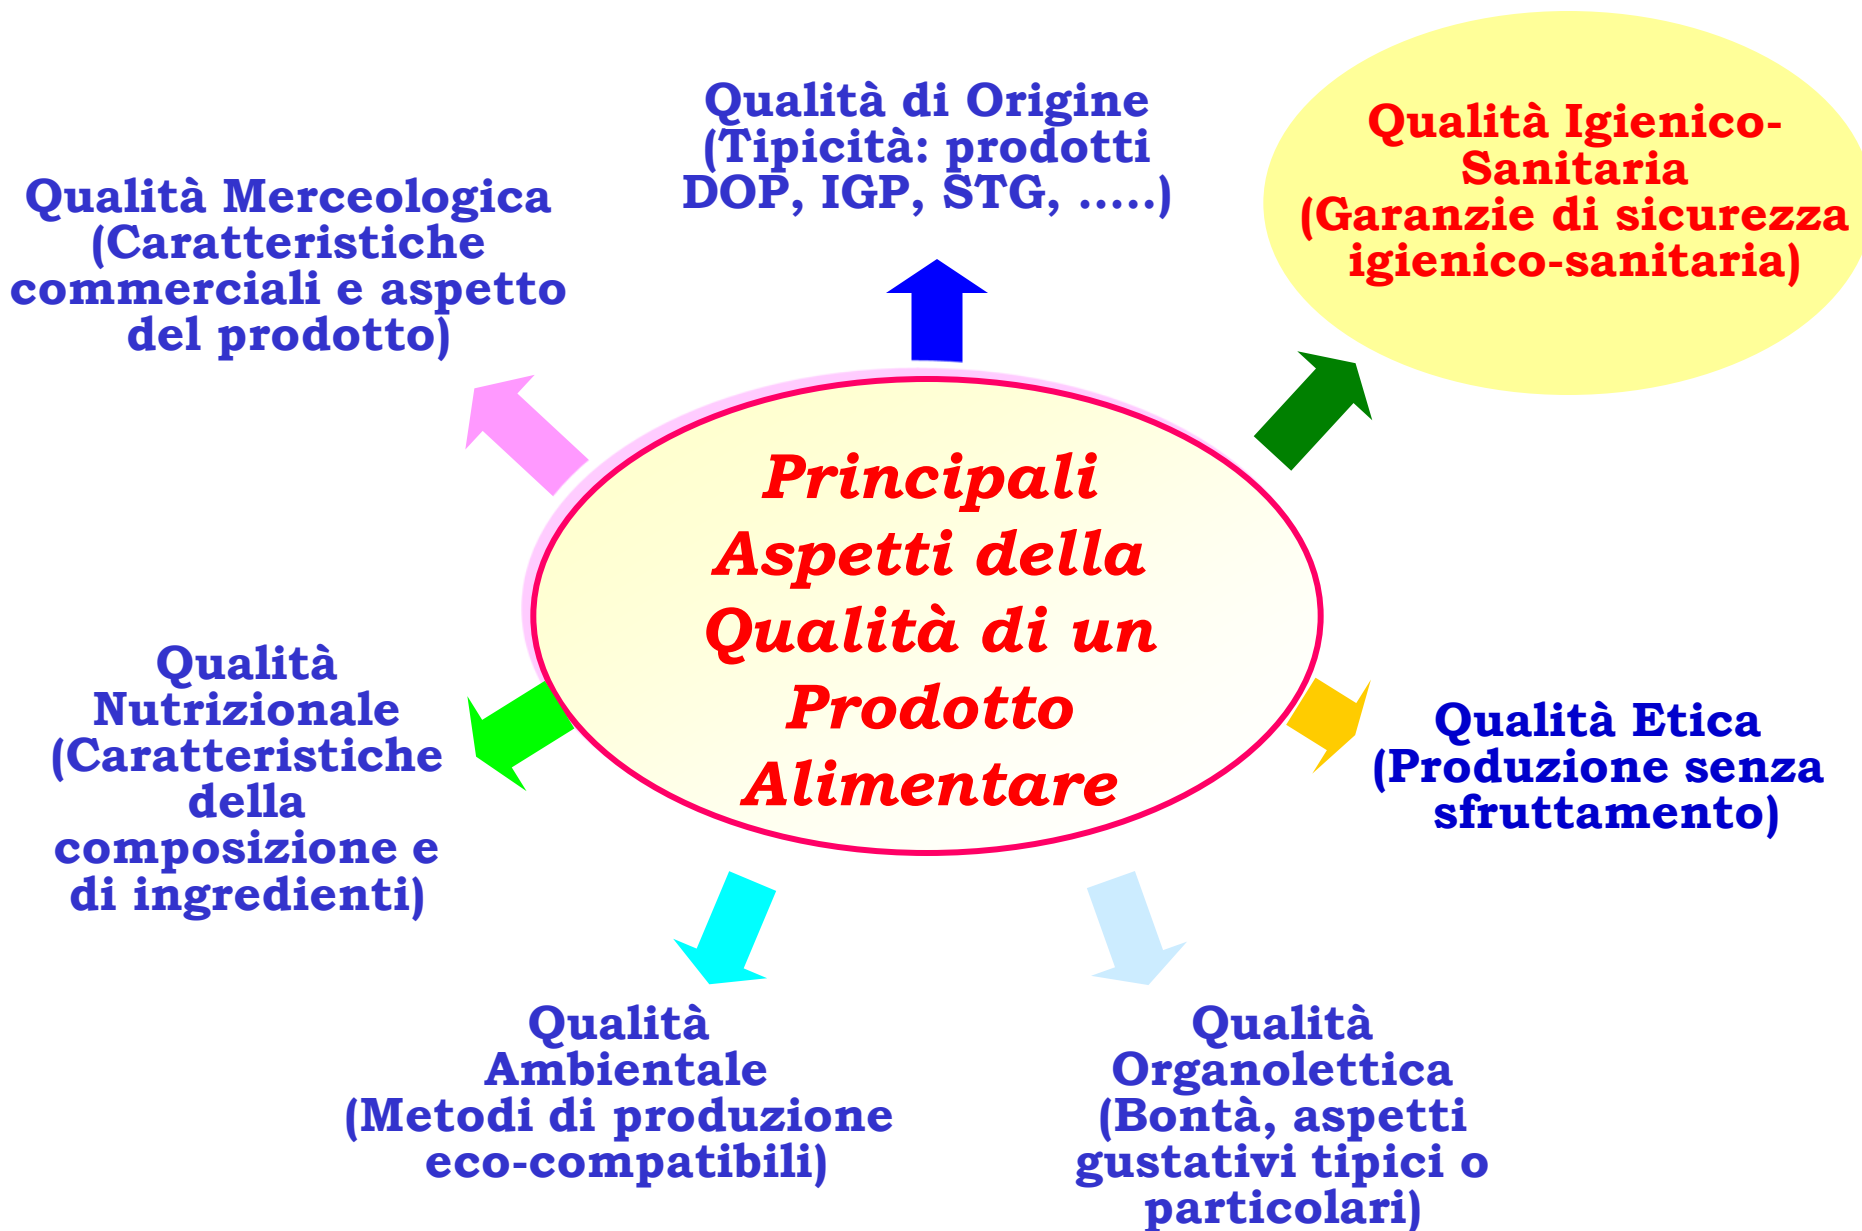 Qualità di Origine
(Tipicità: prodotti
DOP, IGP, STG, .....)
Qualità Igienico-
Sanitaria
(Garanzie di sicurezza
igienico-sanitaria)
Qualità Merceologica
(Caratteristiche
commerciali e aspetto
del prodotto)
Principali
Aspetti della
Qualità di un
Prodotto
Alimentare
Qualità
Nutrizionale
(Caratteristiche
della
composizione e
di ingredienti)
Qualità Etica
(Produzione senza
sfruttamento)
Qualità
Ambientale
(Metodi di produzione
eco-compatibili)
Qualità
Organolettica
(Bontà, aspetti
gustativi tipici o
particolari)